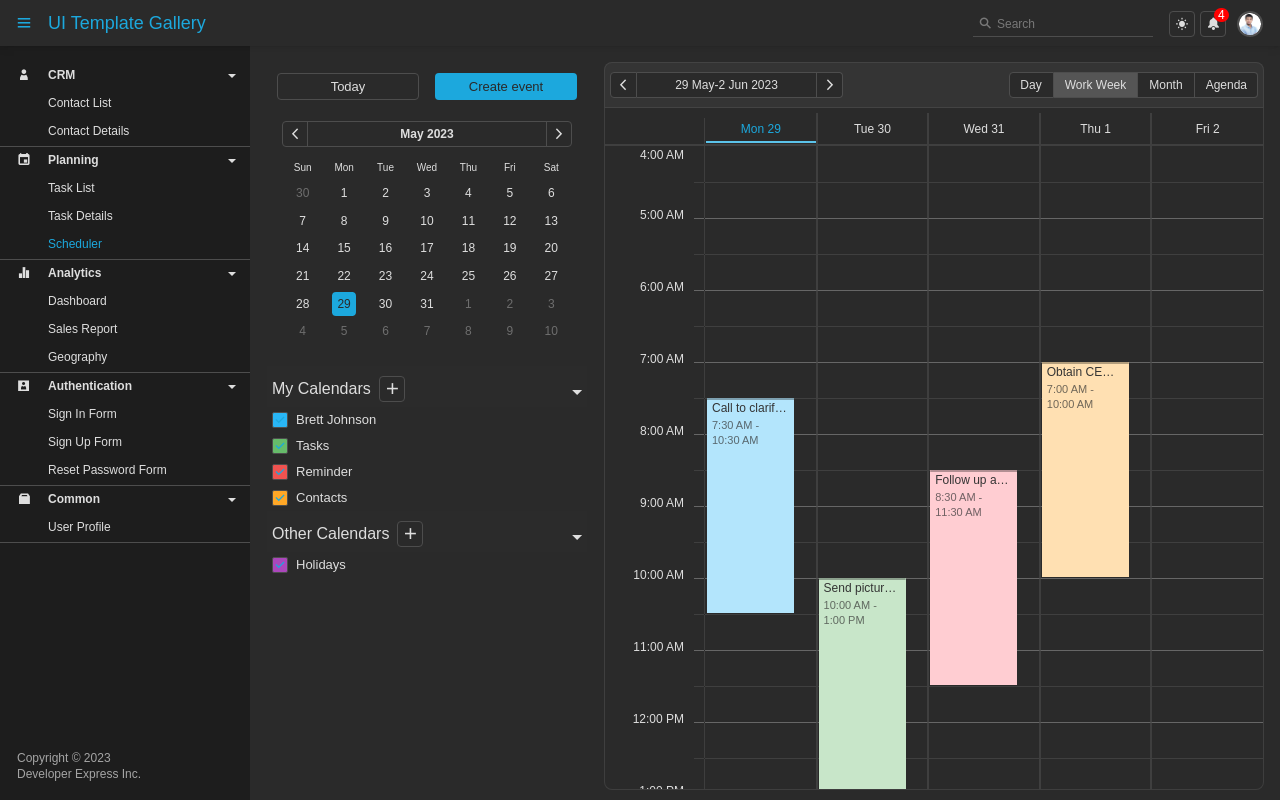 UI Template Gallery
Search
4
CRM
Contact List
Contact Details
Planning
Task List
Task Details
Scheduler
Analytics
Dashboard
Sales Report
Geography
Authentication
Sign In Form
Sign Up Form
Reset Password Form
Common
User Profile
Copyright © 2023
Developer Express Inc.
Today
Create event
May 2023
Sun Mon Tue Wed Thu Fri Sat
30 1 2 3 4 5 6
7 8 9 10 11 12 13
14 15 16 17 18 19 20
21 22 23 24 25 26 27
28 29 30 31 1 2 3
4 5 6 7 8 9 10
My Calendars
Brett Johnson
Tasks
Reminder
Contacts
Other Calendars
Holidays
29 May-2 Jun 2023
Day Work Week Month Agenda
Mon 29 Tue 30 Wed 31 Thu 1 Fri 2
4:00 AM
5:00 AM
6:00 AM
7:00 AM
8:00 AM
9:00 AM
10:00 AM
11:00 AM
12:00 PM
1:00 PM
Call to clarif…
7:30 AM -
10:30 AM
Send pictur…
10:00 AM -
1:00 PM
Follow up a…
8:30 AM -
11:30 AM
Obtain CE…
7:00 AM -
10:00 AM